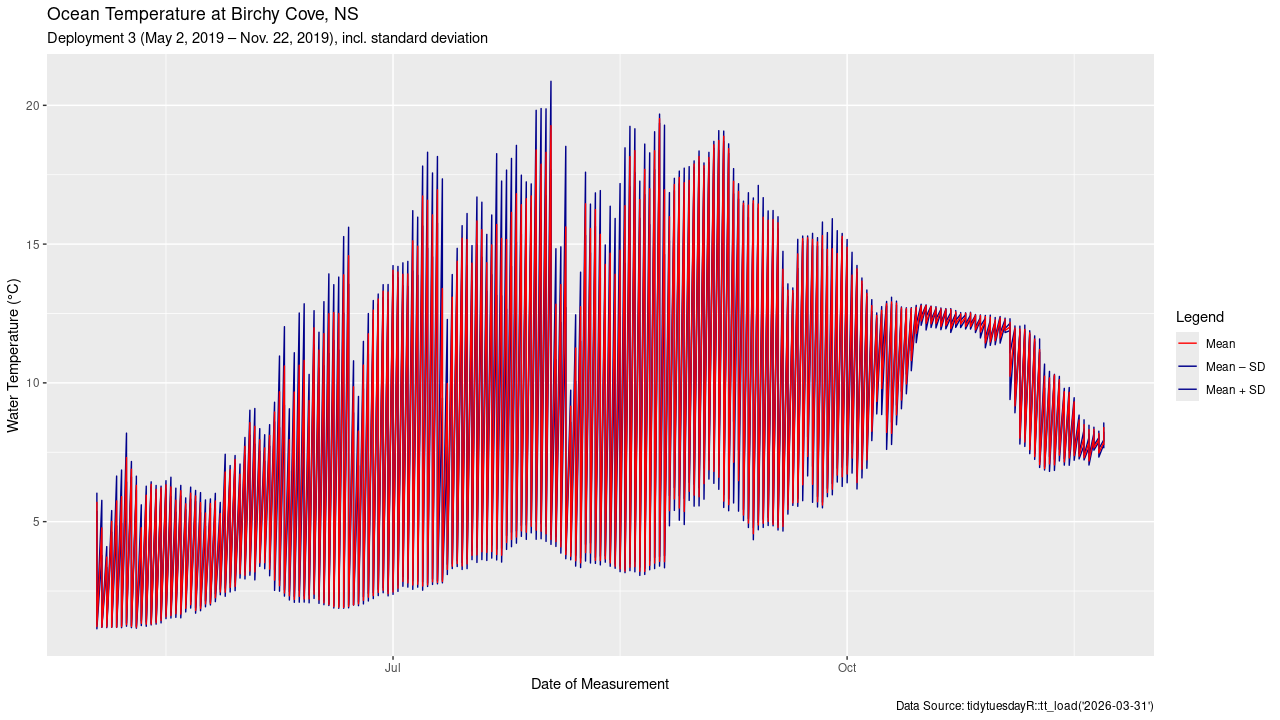 Ocean Temperature at Birchy Cove, NS
Deployment 3 (May 2, 2019 – Nov. 22, 2019), incl. standard deviation
Water Temperature (°C)
20
15
10
5
Jul
Oct
Date of Measurement
Legend
Mean
Mean – SD
Mean + SD
Data Source: tidytuesdayR::tt_load('2026-03-31')